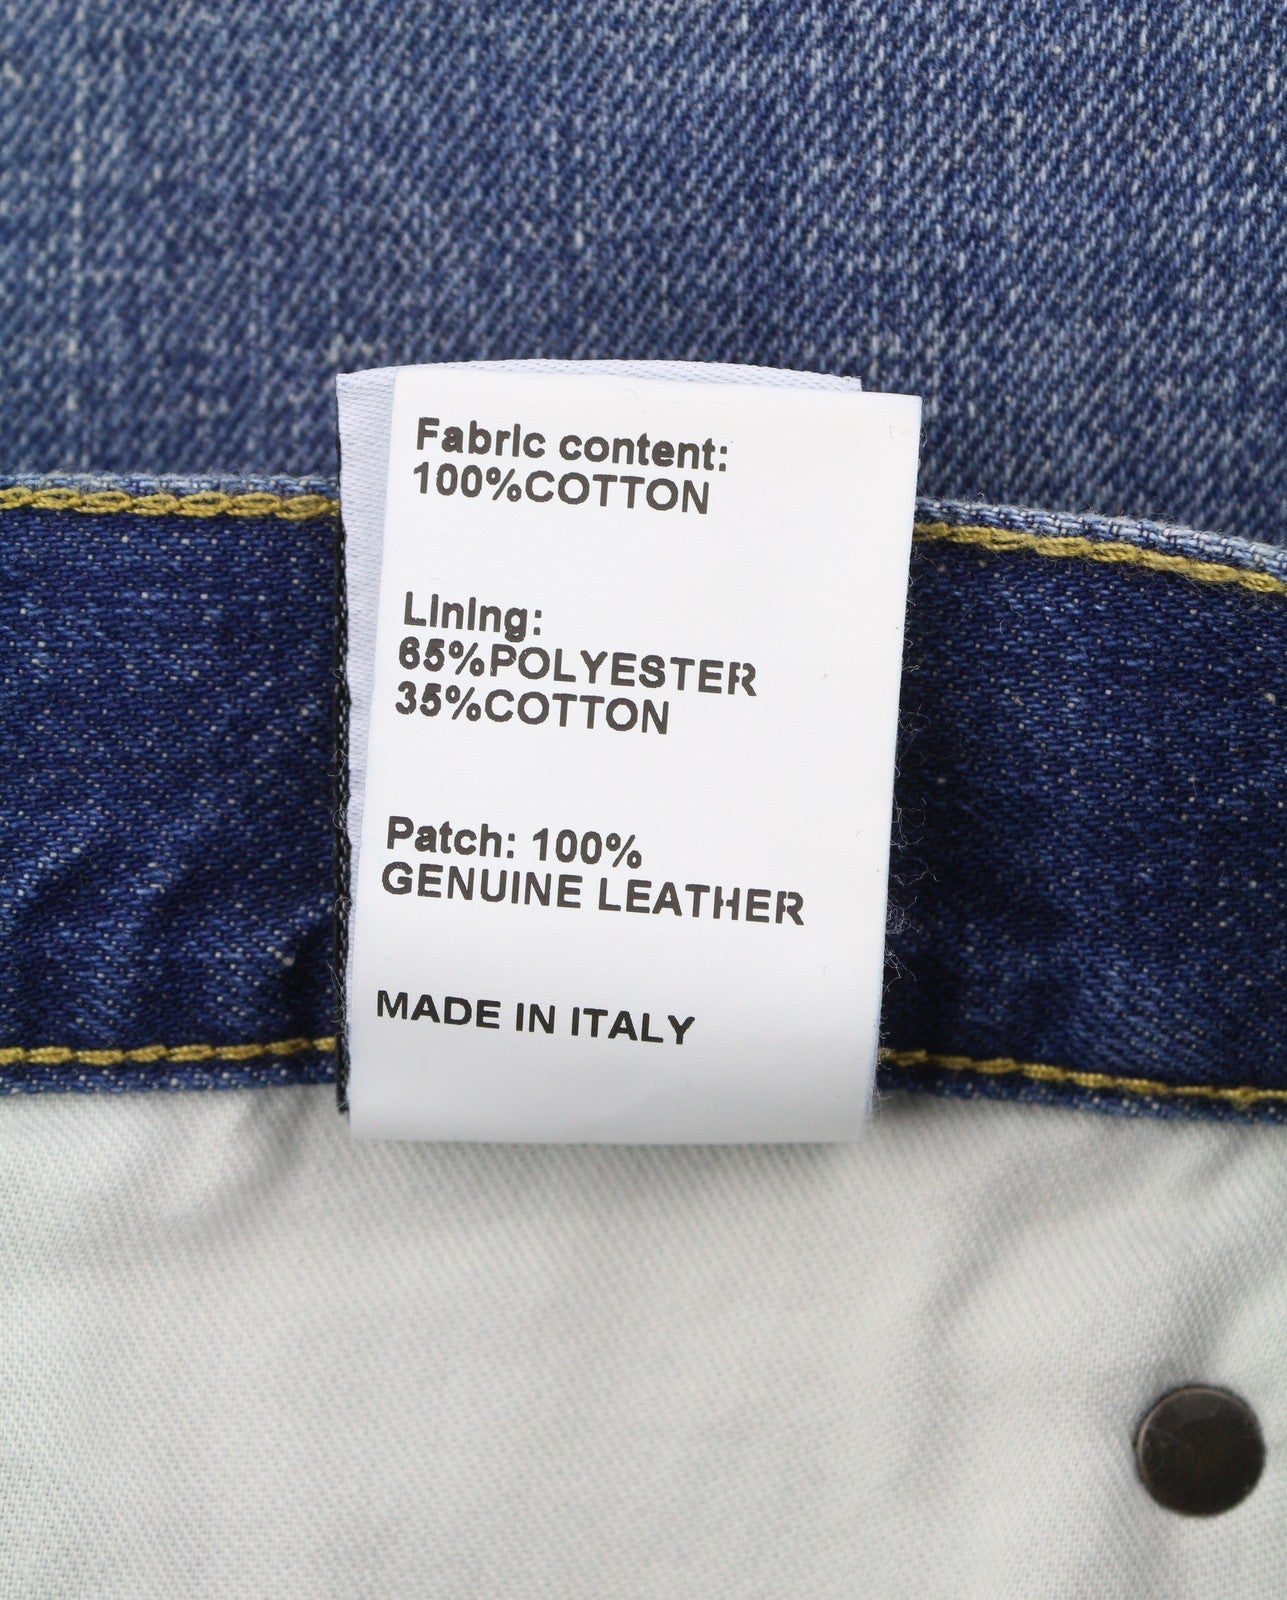 Fabric content:
100%COTTON
Lining:
65%POLYESTER
35%COTTON
Patch: 100%
GENUINE LEATHER
MADE IN ITALY